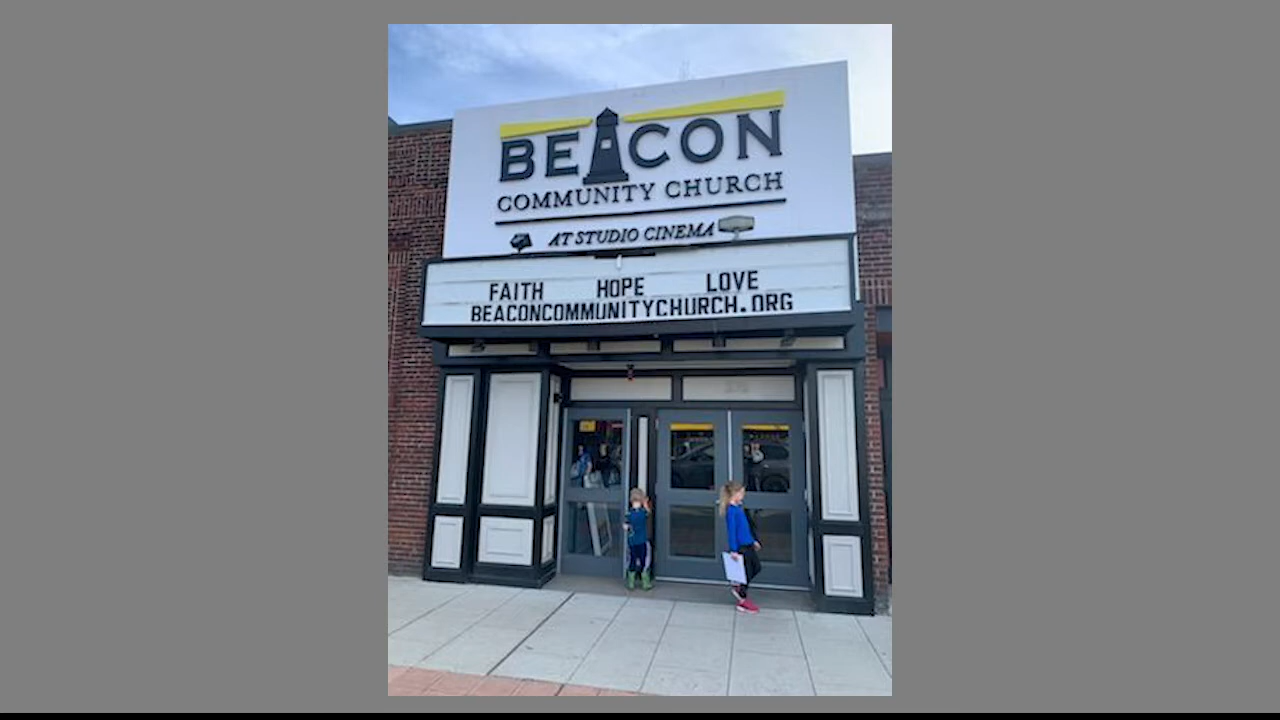 BEACON
COMMUNITY CHURCH
AT STUDIO CINEMA
FAITH HOPE LOVE
BEACONCOMMUNITYCHURCH.ORG